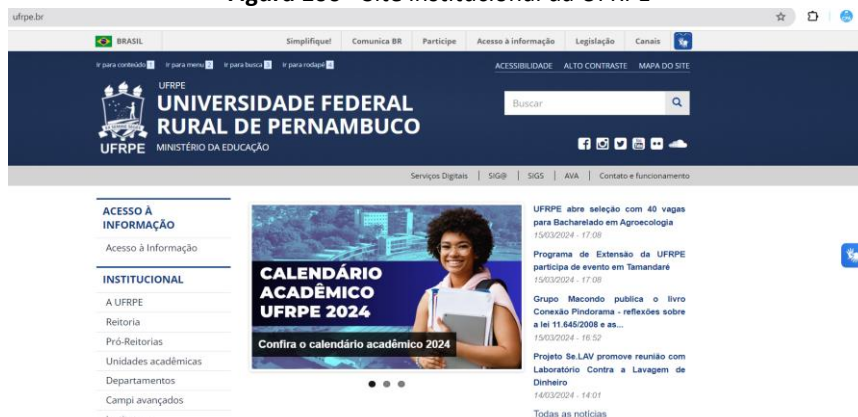 ufrpe.br
BRASIL Simplifique! Comunica BR Participe Acesso à informação Legislação Canais
Ir para conteúdo 1 Ir para menu 2 Ir para busca 3 Ir para rodapé 4 ACESSIBILIDADE ALTO CONTRASTE MAPA DO SITE
UFRPE
UNIVERSIDADE FEDERAL
RURAL DE PERNAMBUCO
MINISTÉRIO DA EDUCAÇÃO
UFRPE
Buscar
Serviços Digitais | SIG@ | SIGS | AVA | Contato e funcionamento
ACESSO À
INFORMAÇÃO
Acesso à Informação
INSTITUCIONAL
A UFRPE
Reitoria
Pró-Reitorias
Unidades acadêmicas
Departamentos
Campi avançados
CALENDÁRIO
ACADÊMICO
UFRPE 2024
Confira o calendário acadêmico 2024
UFRPE abre seleção com 40 vagas
para Bacharelado em Agroecologia
15/03/2024 - 17:08
Programa de Extensão da UFRPE
participa de evento em Tamandaré
15/03/2024 - 17:08
Grupo Macondo publica o livro
Conexão Pindorama - reflexões sobre
a lei 11.645/2008 e as...
15/03/2024 - 16:52
Projeto Se.LAV promove reunião com
Laboratório Contra a Lavagem de
Dinheiro
14/03/2024 - 14:01
Todas as notícias